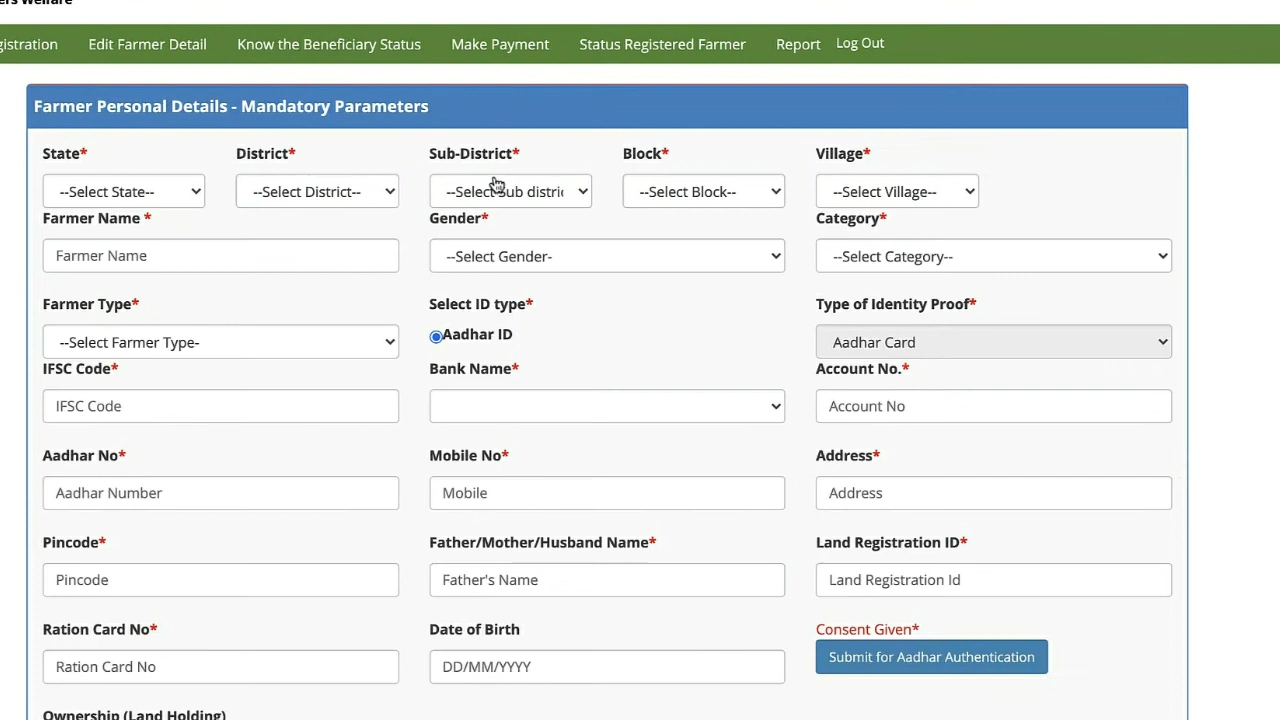 ers Welfare
gistration Edit Farmer Detail Know the Beneficiary Status Make Payment Status Registered Farmer Report Log Out
Farmer Personal Details - Mandatory Parameters
State* District* Sub-District* Block* Village*
--Select State-- --Select District-- --Select Sub distric --Select Block-- --Select Village--
Farmer Name * Gender* Category*
Farmer Name --Select Gender- --Select Category--
Farmer Type* Select ID type* Type of Identity Proof*
--Select Farmer Type- Aadhar ID Aadhar Card
IFSC Code* Bank Name* Account No.*
IFSC Code Account No
Aadhar No* Mobile No* Address*
Aadhar Number Mobile Address
Pincode* Father/Mother/Husband Name* Land Registration ID*
Pincode Father's Name Land Registration Id
Ration Card No* Date of Birth Consent Given*
Ration Card No DD/MM/YYYY Submit for Aadhar Authentication
Ownership (Land Holding)